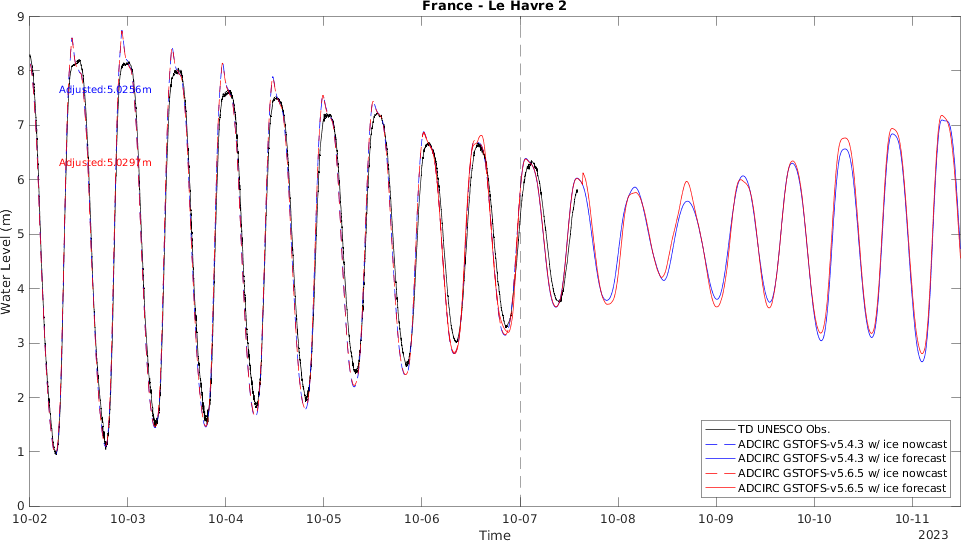 France - Le Havre 2
Water Level (m)
9
8
7
6
5
4
3
2
1
0
Adjusted:5.0256m
Adjusted:5.0297m
TD UNESCO Obs.
ADCIRC GSTOFS-v5.4.3 w/ ice nowcast
ADCIRC GSTOFS-v5.4.3 w/ ice forecast
ADCIRC GSTOFS-v5.6.5 w/ ice nowcast
ADCIRC GSTOFS-v5.6.5 w/ ice forecast
10-02 10-03 10-04 10-05 10-06 10-07 10-08 10-09 10-10 10-11
Time
2023